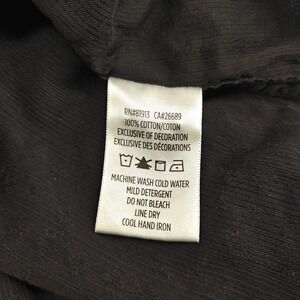 RN#81913 CA#26689
100% COTTON/COTON
EXCLUSIVE OF DECORATION
EXCLUSIVE DES DÉCORATIONS
MACHINE WASH COLD WATER
MILD DETERGENT
DO NOT BLEACH
LINE DRY
COOL HAND IRON